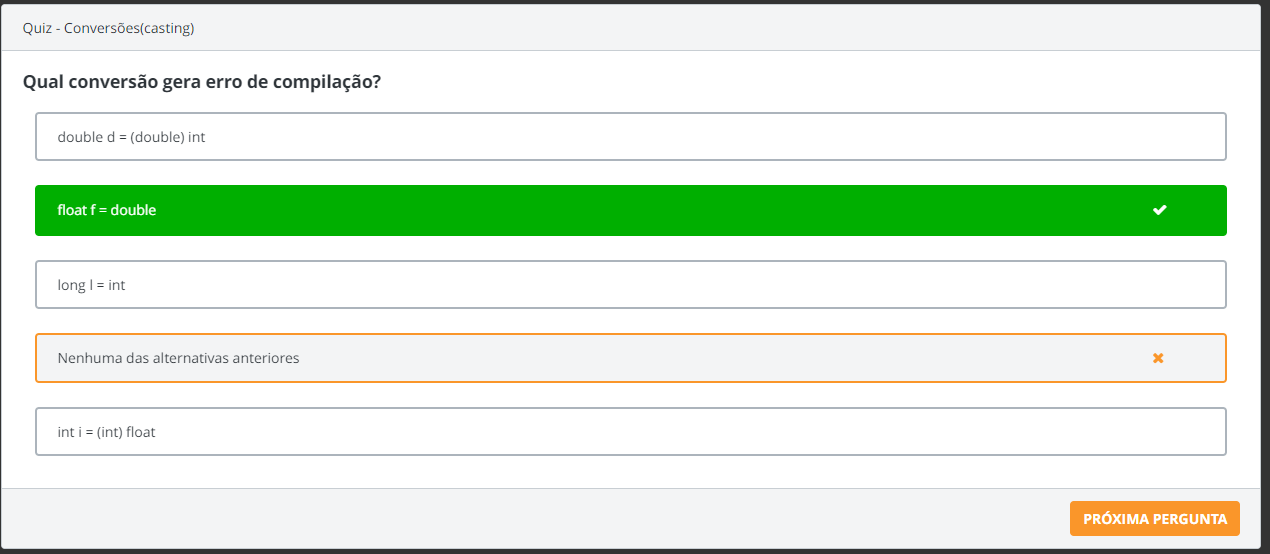 Quiz - Conversões(casting)
Qual conversão gera erro de compilação?
double d = (double) int
float f = double
long l = int
Nenhuma das alternativas anteriores
int i = (int) float
PRÓXIMA PERGUNTA